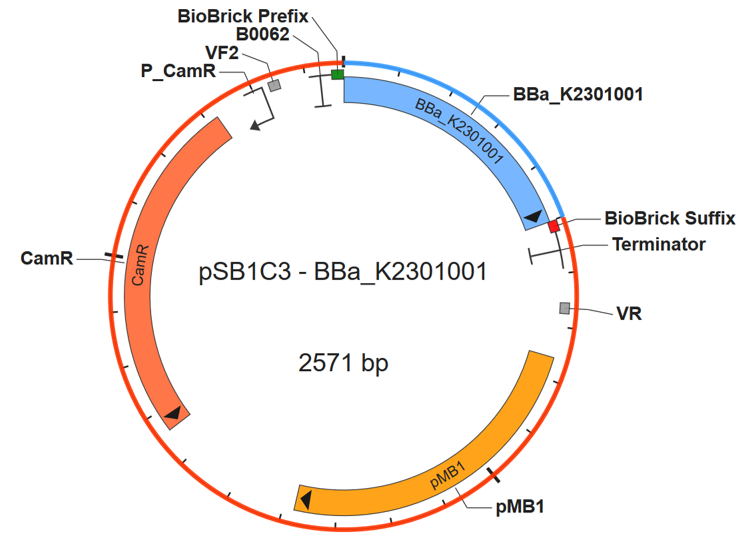 BioBrick Prefix
B0062
VF2
P_CamR
BBa_K2301001
BBa_K2301001
BioBrick Suffix
Terminator
CamR
CamR
pSB1C3 - BBa_K2301001
VR
2571 bp
pMB1
pMB1